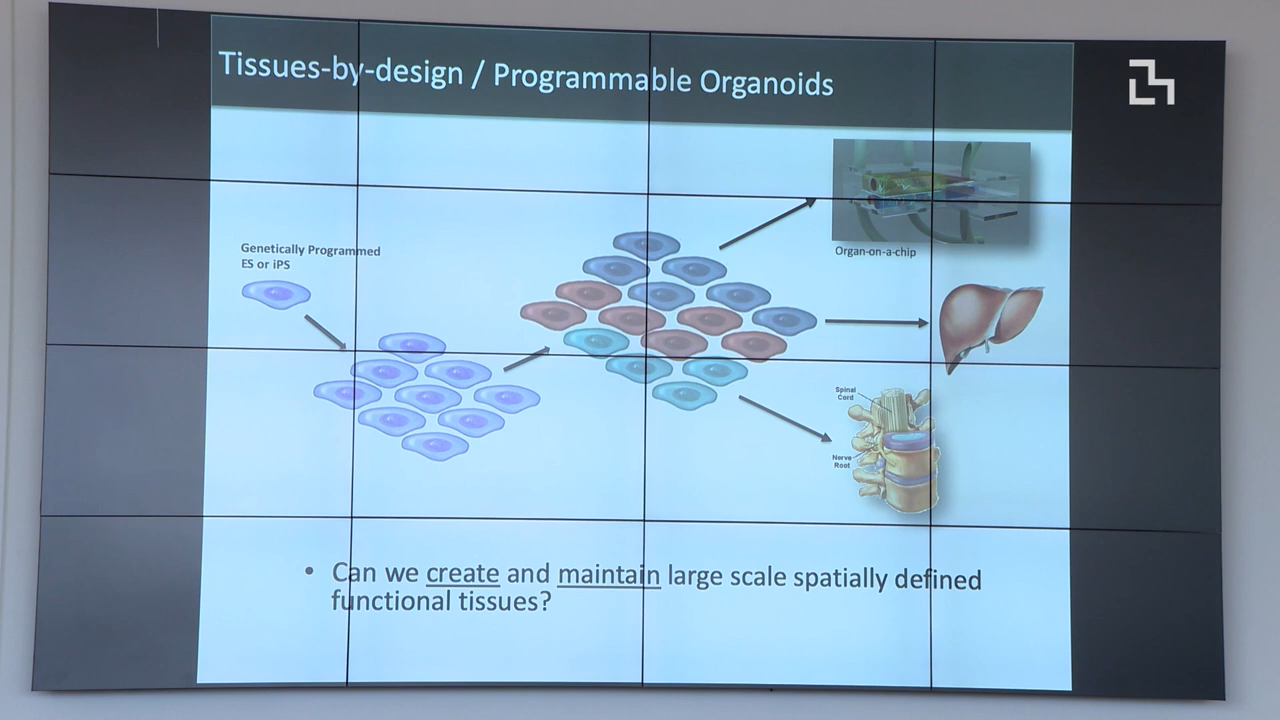 Tissues-by-design / Programmable Organoids
Genetically Programmed
ES or iPS
Organ-on-a-chip
Spinal
Cord
Nerve
Root
• Can we create and maintain large scale spatially defined
functional tissues?